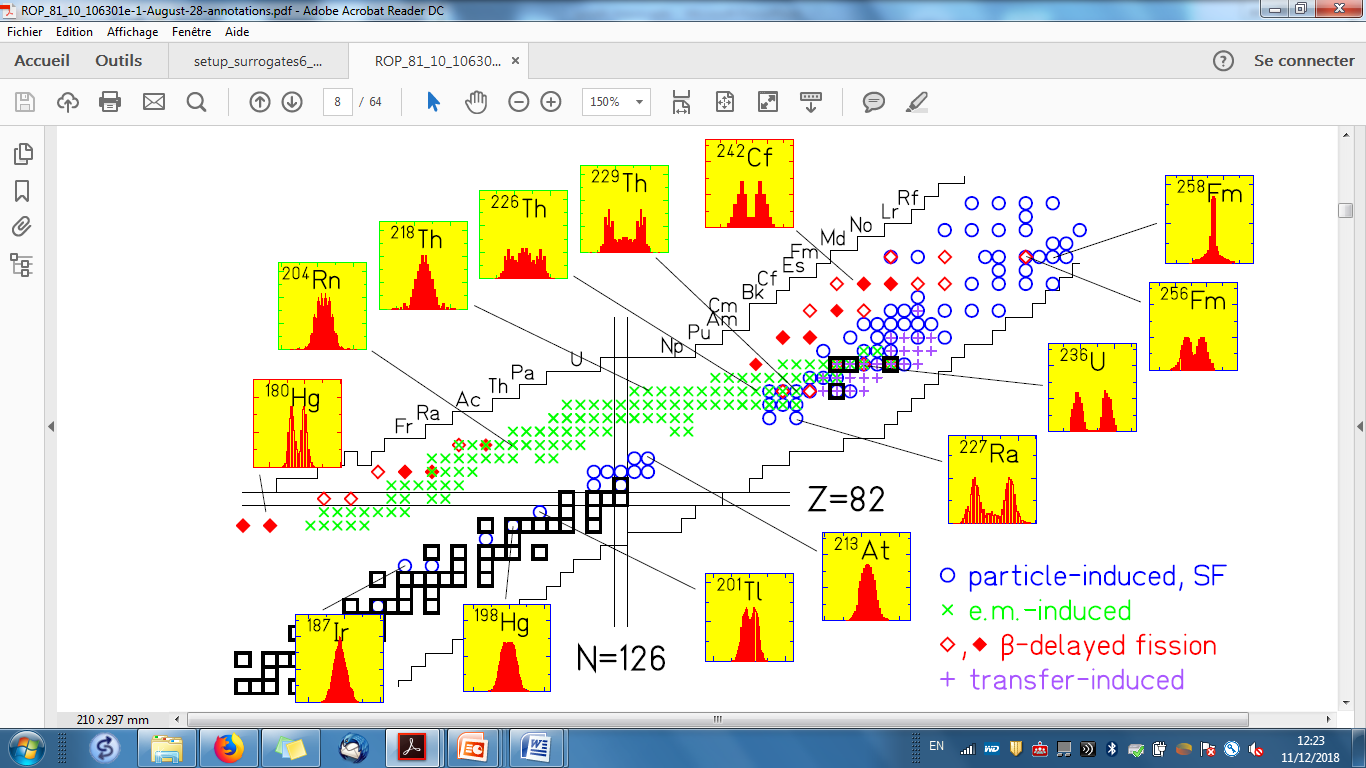 ROP_81_10_106301e-1-August-28-annotations.pdf - Adobe Acrobat Reader DC
Fichier Edition Affichage Fenêtre Aide
Accueil Outils setup_surrogates6_... ROP_81_10_10630... × ? Se connecter
8 / 64 150%
242Cf
229Th
226Th
218Th
204Rn
180Hg
258Fm
256Fm
236U
227Ra
213At
201Tl
198Hg
187Ir
Rf
Lr
No
Md
Fm
Es
Cf
Bk
Cm
Am
Pu
Np
U
Pa
Th
Ac
Ra
Fr
Z=82
N=126
particle-induced, SF
e.m.-induced
, β-delayed fission
transfer-induced
210 x 297 mm
EN 12:23
11/12/2018